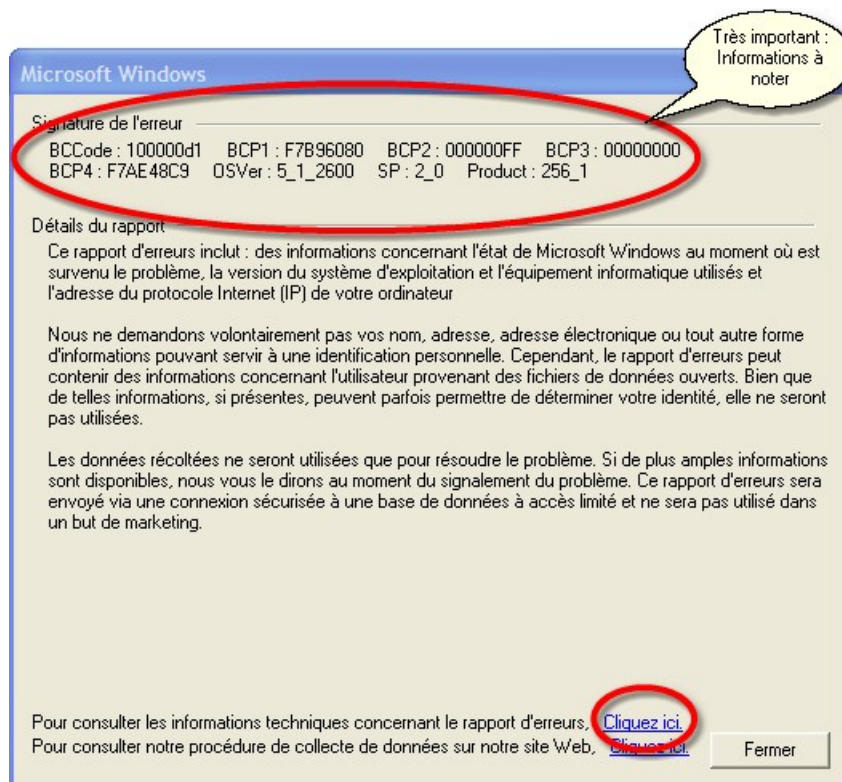 Très important :
Informations à
noter
Microsoft Windows
Signature de l'erreur
BCCode : 100000d1 BCP1 : F7B96080 BCP2 : 000000FF BCP3 : 00000000
BCP4 : F7AE48C9 OSVer : 5_1_2600 SP : 2_0 Product : 256_1
Détails du rapport
Ce rapport d'erreurs inclut : des informations concernant l'état de Microsoft Windows au moment où est
survenu le problème, la version du système d'exploitation et l'équipement informatique utilisés et
l'adresse du protocole Internet (IP) de votre ordinateur
Nous ne demandons volontairement pas vos nom, adresse, adresse électronique ou tout autre forme
d'informations pouvant servir à une identification personnelle. Cependant, le rapport d'erreurs peut
contenir des informations concernant l'utilisateur provenant des fichiers de données ouverts. Bien que
de telles informations, si présentes, peuvent parfois permettre de déterminer votre identité, elle ne seront
pas utilisées.
Les données récoltées ne seront utilisées que pour résoudre le problème. Si de plus amples informations
sont disponibles, nous vous le dirons au moment du signalement du problème. Ce rapport d'erreurs sera
envoyé via une connexion sécurisée à une base de données à accès limité et ne sera pas utilisé dans
un but de marketing.
Pour consulter les informations techniques concernant le rapport d'erreurs, Cliquez ici.
Pour consulter notre procédure de collecte de données sur notre site Web, Cliquez ici.
Fermer